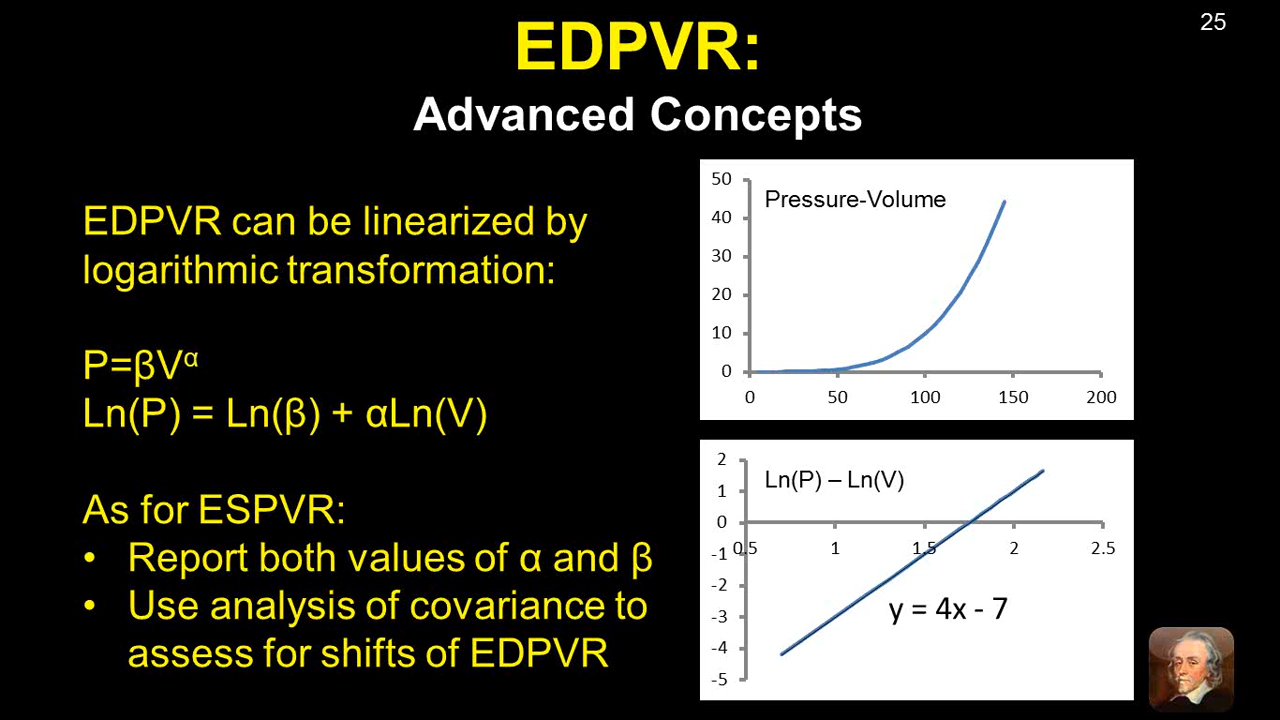 25
EDPVR:
Advanced Concepts
EDPVR can be linearized by
logarithmic transformation:
P=βVᵅ
Ln(P) = Ln(β) + αLn(V)
As for ESPVR:
• Report both values of α and β
• Use analysis of covariance to
assess for shifts of EDPVR
Pressure-Volume
50
40
30
20
10
0
0 50 100 150 200
Ln(P) – Ln(V)
2
1
0
-1
-2
-3
-4
-5
0.5 1 1.5 2 2.5
y = 4x - 7